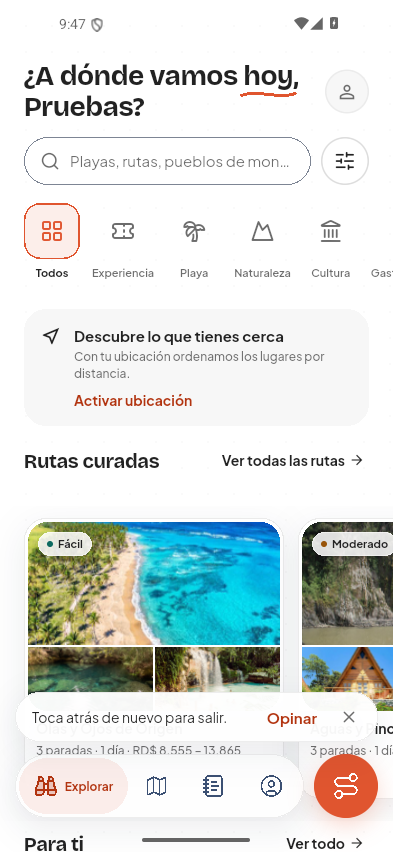 9:47
¿A dónde vamos hoy,
Pruebas?
Playas, rutas, pueblos de mon...
Todos
Experiencia
Playa
Naturaleza
Cultura
Gas
Descubre lo que tienes cerca
Con tu ubicación ordenamos los lugares por
distancia.
Activar ubicación
Rutas curadas
Ver todas las rutas →
Fácil
Moderado
Toca atrás de nuevo para salir.
Opinar
3 paradas · 1 día · RD$ 8,555 – 13,865
3 paradas · 1 dí
Explorar
Para ti
Ver todo →